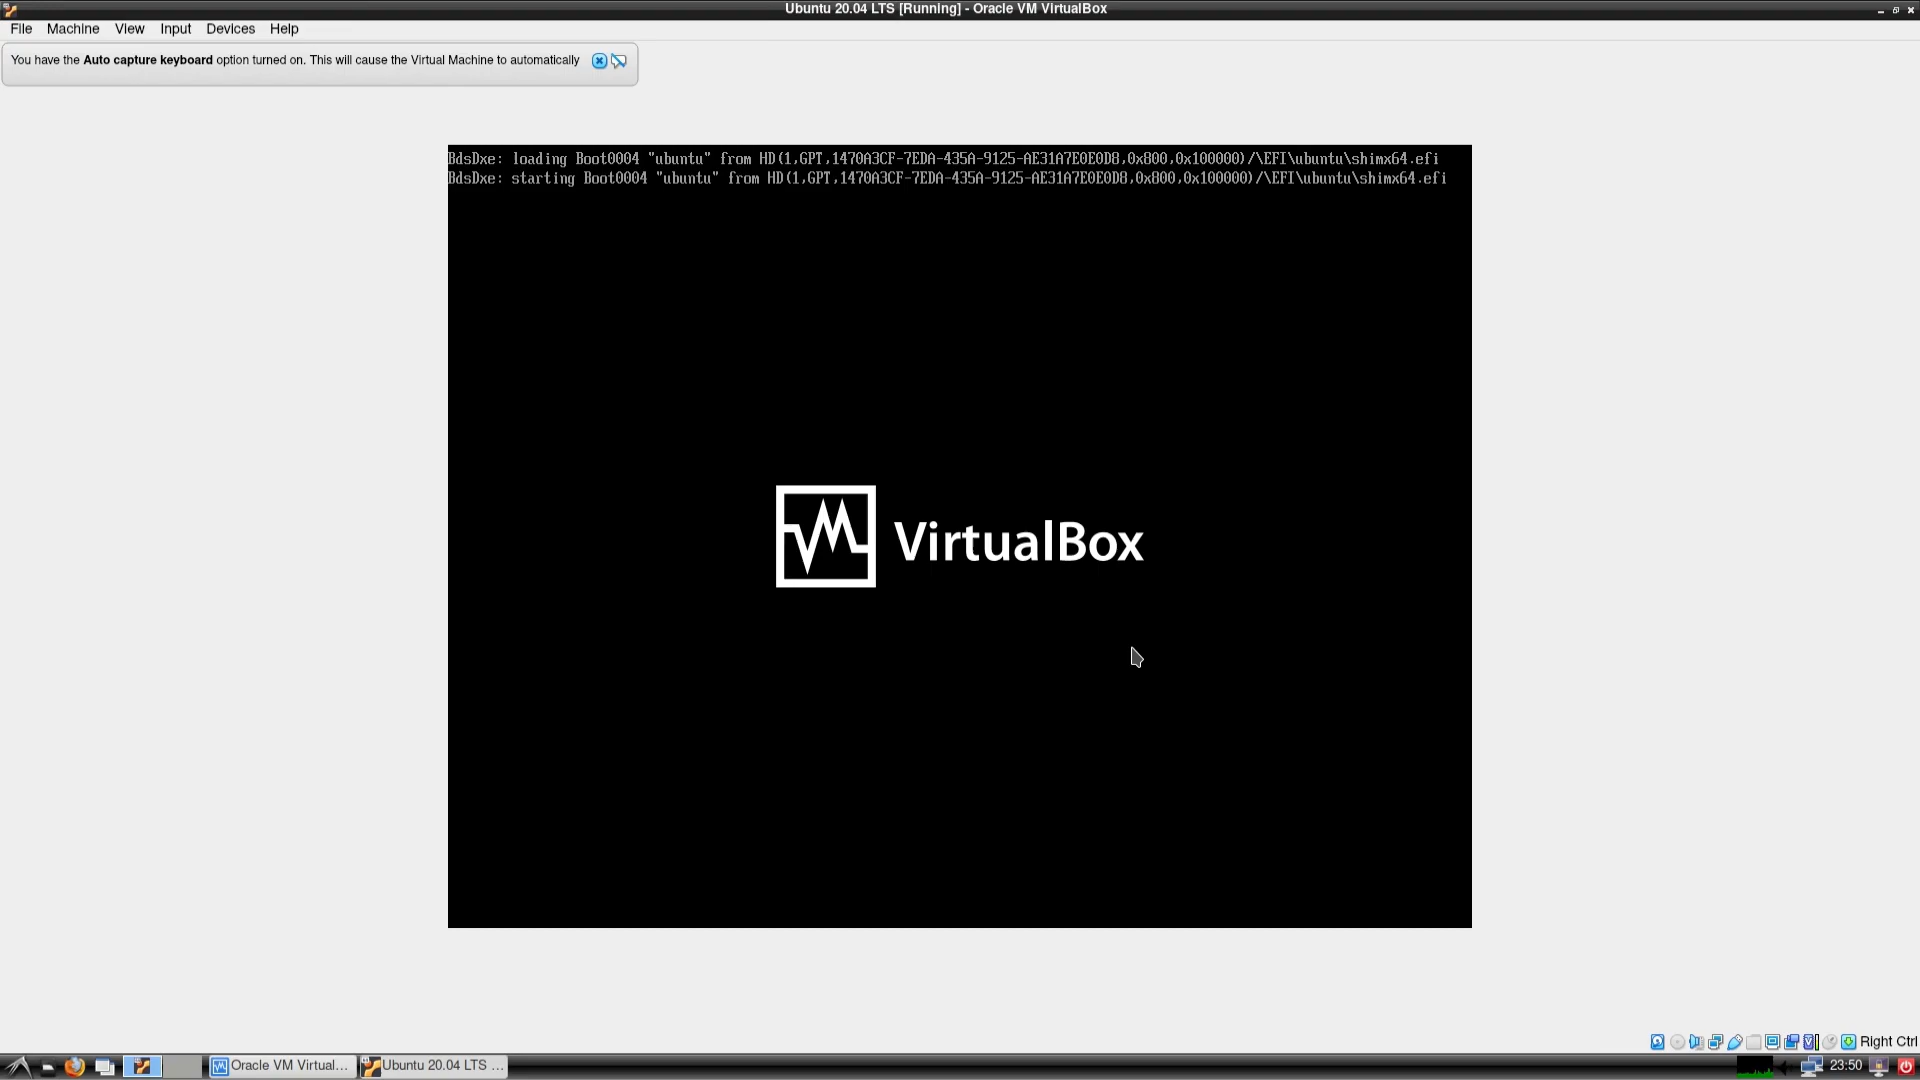 Ubuntu 20.04 LTS [Running] - Oracle VM VirtualBox
File Machine View Input Devices Help
You have the Auto capture keyboard option turned on. This will cause the Virtual Machine to automatically
BdsDxe: loading Boot0004 "ubuntu" from HD(1,GPT,1470A3CF-7EDA-435A-9125-AE31A7E0E0D8,0x800,0x100000)/\EFI\ubuntu\shimx64.efi
BdsDxe: starting Boot0004 "ubuntu" from HD(1,GPT,1470A3CF-7EDA-435A-9125-AE31A7E0E0D8,0x800,0x100000)/\EFI\ubuntu\shimx64.efi
VirtualBox
Right Ctrl
Oracle VM Virtual... Ubuntu 20.04 LTS ... 23:50